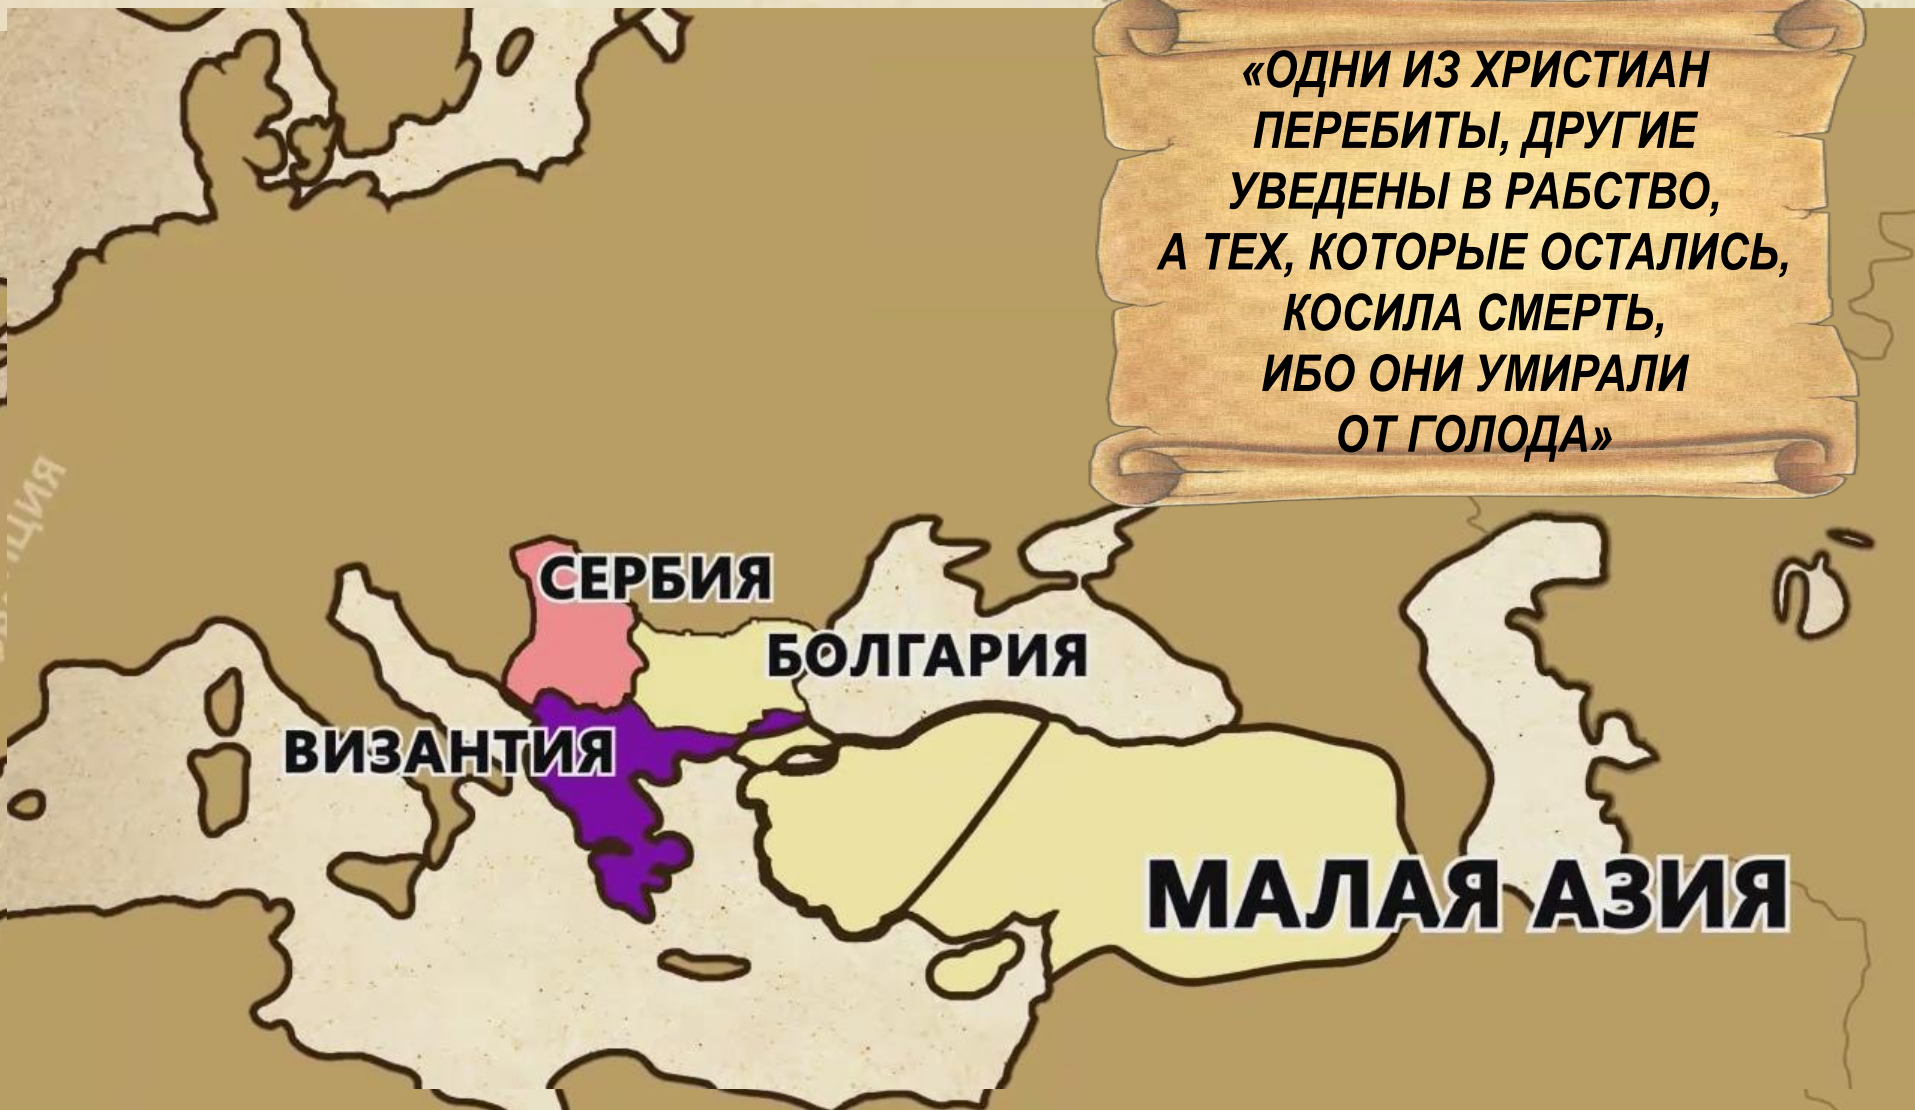 «ОДНИ ИЗ ХРИСТИАН
ПЕРЕБИТЫ, ДРУГИЕ
УВЕДЕНЫ В РАБСТВО,
А ТЕХ, КОТОРЫЕ ОСТАЛИСЬ,
КОСИЛА СМЕРТЬ,
ИБО ОНИ УМИРАЛИ
ОТ ГОЛОДА»
СЕРБИЯ
БОЛГАРИЯ
ВИЗАНТИЯ
МАЛАЯ АЗИЯ